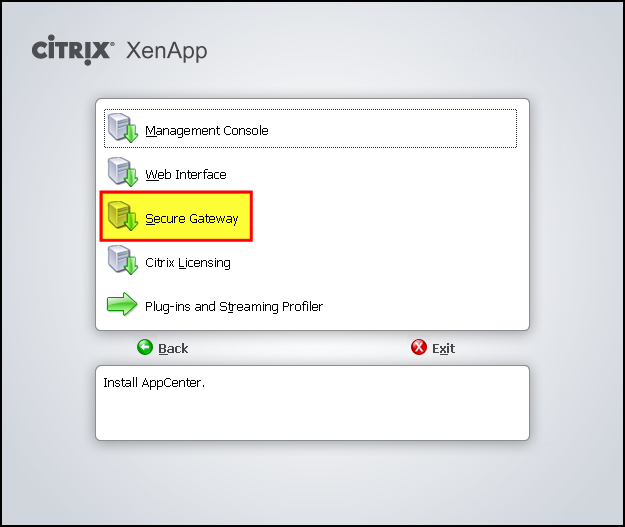 CITRIX® XenApp
Management Console
Web Interface
Secure Gateway
Citrix Licensing
Plug-ins and Streaming Profiler
Back
Exit
Install AppCenter.